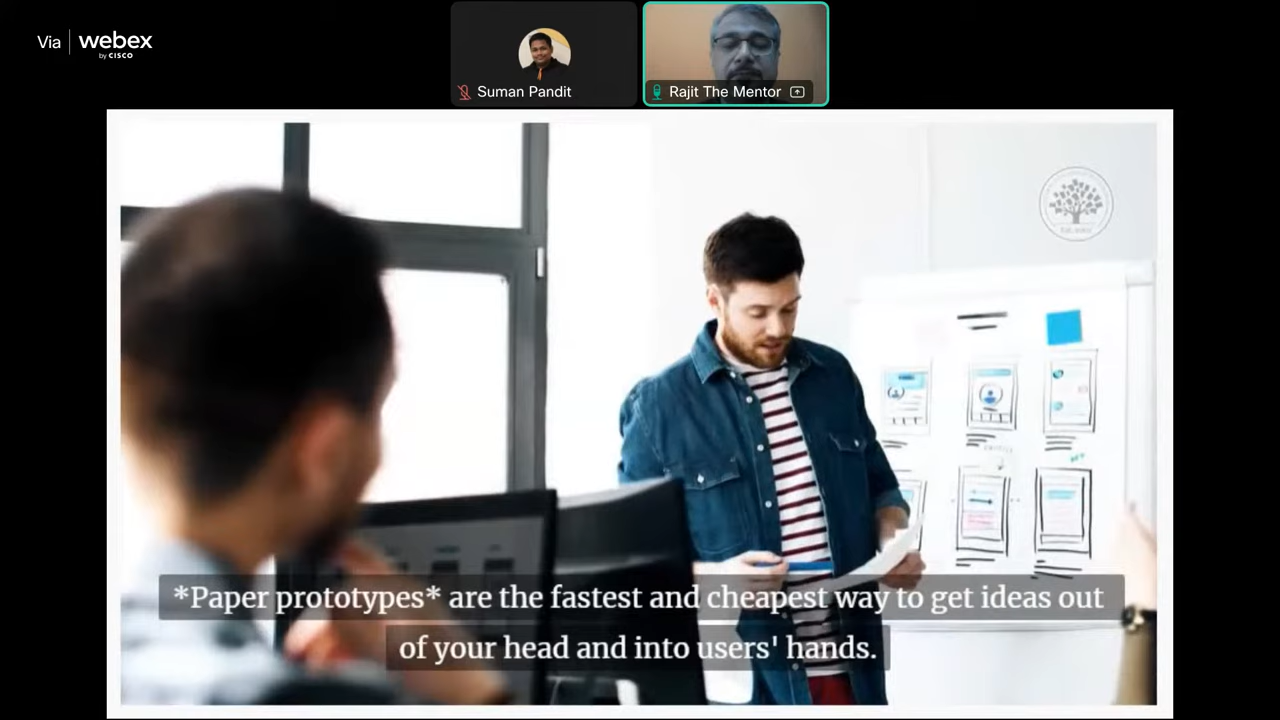 Via webex
by CISCO
Suman Pandit
Rajit The Mentor
*Paper prototypes* are the fastest and cheapest way to get ideas out
of your head and into users' hands.